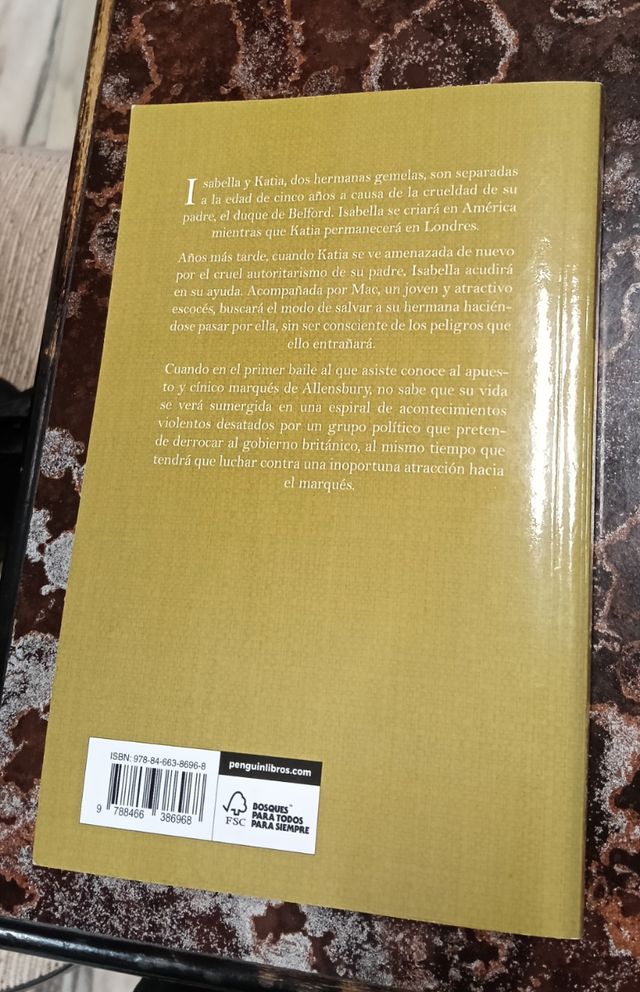 Isabella y Katia, dos hermanas gemelas, son separadas
a la edad de cinco años a causa de la crueldad de su
padre, el duque de Belford. Isabella se criará en América
mientras que Katia permanecerá en Londres.
Años más tarde, cuando Katia se ve amenazada de nuevo
por el cruel autoritarismo de su padre, Isabella acudirá
en su ayuda. Acompañada por Mac, un joven y atractivo
escocés, buscará el modo de salvar a su hermana hacién-
dose pasar por ella, sin ser consciente de los peligros que
ello entrañará.
Cuando en el primer baile al que asiste conoce al apues-
to y cínico marqués de Allensbury, no sabe que su vida
se verá sumergida en una espiral de acontecimientos
violentos desatados por un grupo político que preten-
de derrocar al gobierno británico, al mismo tiempo que
tendrá que luchar contra una inoportuna atracción hacia
el marqués.
ISBN: 978-84-663-8696-8
9 788466 386968
penguinlibros.com
FSC
BOSQUES™
PARA TODOS
PARA SIEMPRE